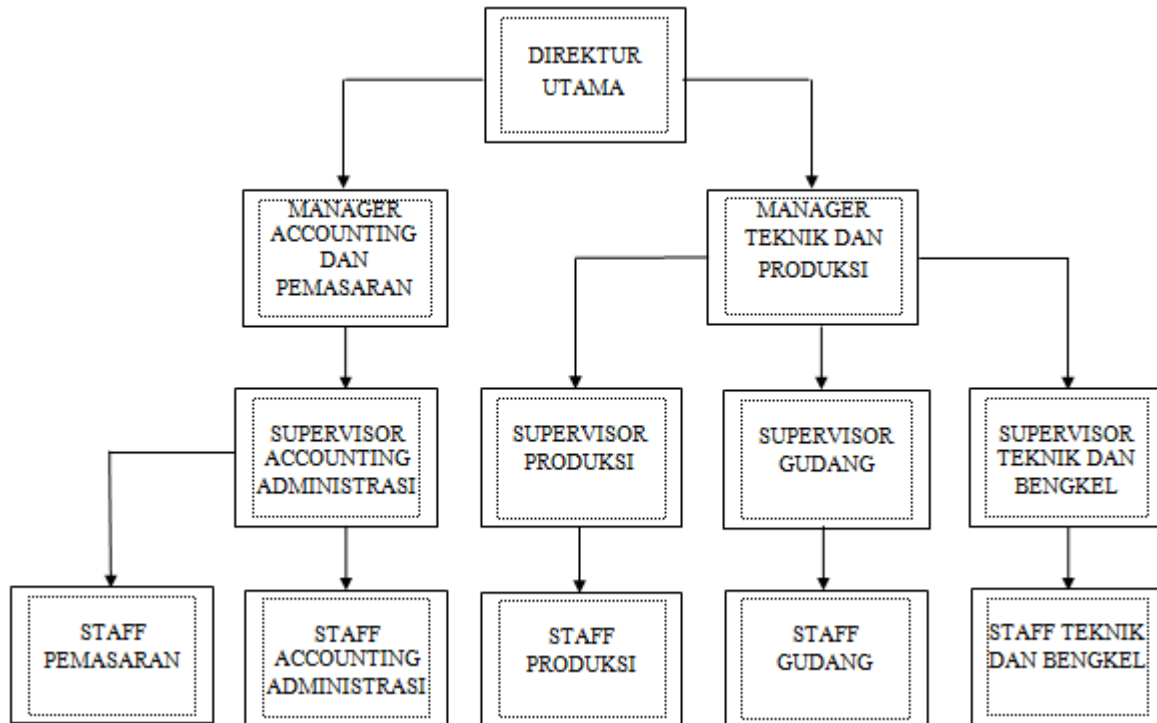 DIREKTUR
UTAMA
MANAGER
ACCOUNTING
DAN
PEMASARAN
MANAGER
TEKNIK DAN
PRODUKSI
SUPERVISOR
ACCOUNTING
ADMINISTRASI
SUPERVISOR
PRODUKSI
SUPERVISOR
GUDANG
SUPERVISOR
TEKNIK DAN
BENGKEL
STAFF
PEMASARAN
STAFF
ACCOUNTING
ADMINISTRASI
STAFF
PRODUKSI
STAFF
GUDANG
STAFF TEKNIK
DAN BENGKEL